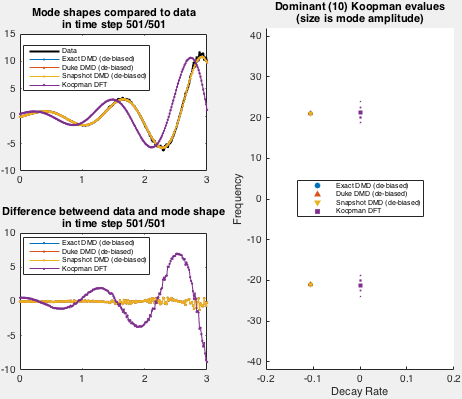 Mode shapes compared to data
in time step 501/501
15
10
5
0
-5
-10
0
1
2
3
Data
Exact DMD (de-biased)
Duke DMD (de-biased)
Snapshot DMD (de-biased)
Koopman DFT
Difference betweend data and mode shape
in time step 501/501
10
5
0
-5
-10
0
1
2
3
Exact DMD (de-biased)
Duke DMD (de-biased)
Snapshot DMD (de-biased)
Koopman DFT
Dominant (10) Koopman evalues
(size is mode amplitude)
Frequency
40
30
20
10
0
-10
-20
-30
-40
-0.2
-0.1
0
0.1
0.2
Decay Rate
Exact DMD (de-biased)
Duke DMD (de-biased)
Snapshot DMD (de-biased)
Koopman DFT